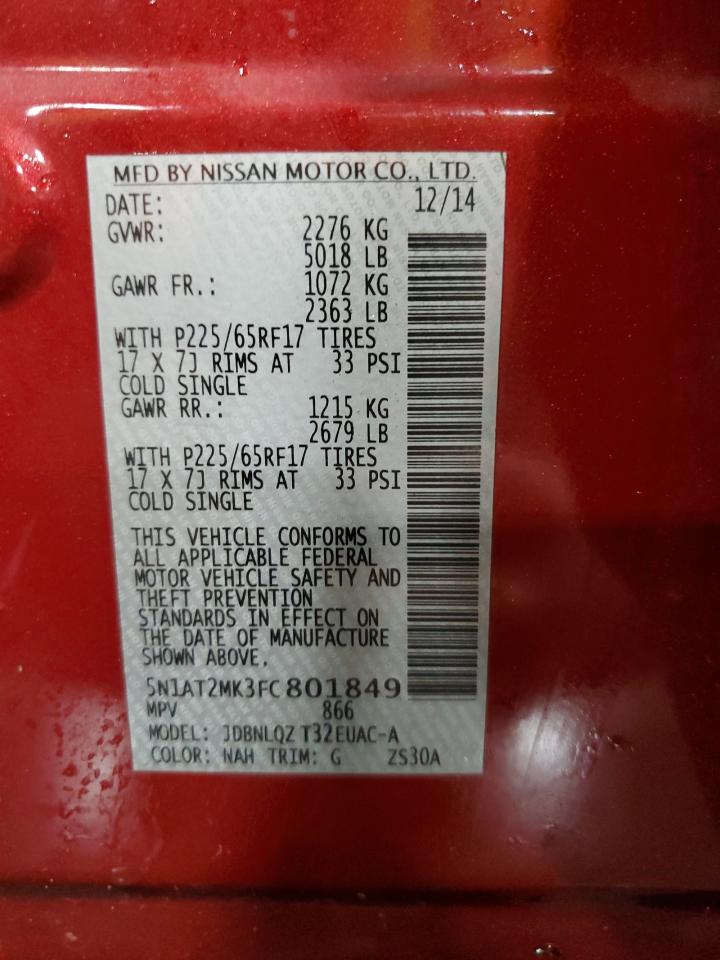 MFD BY NISSAN MOTOR CO., LTD.
DATE: 12/14
GVWR: 2276 KG
5018 LB
GAWR FR.: 1072 KG
2363 LB
WITH P225/65RF17 TIRES
17 X 7J RIMS AT 33 PSI
COLD SINGLE
GAWR RR.: 1215 KG
2679 LB
WITH P225/65RF17 TIRES
17 X 7J RIMS AT 33 PSI
COLD SINGLE
THIS VEHICLE CONFORMS TO
ALL APPLICABLE FEDERAL
MOTOR VEHICLE SAFETY AND
THEFT PREVENTION
STANDARDS IN EFFECT ON
THE DATE OF MANUFACTURE
SHOWN ABOVE.
5N1AT2MK3FC801849
MPV 866
MODEL: JDBNLQZ T32EUAC-A
COLOR: NAH TRIM: G ZS30A